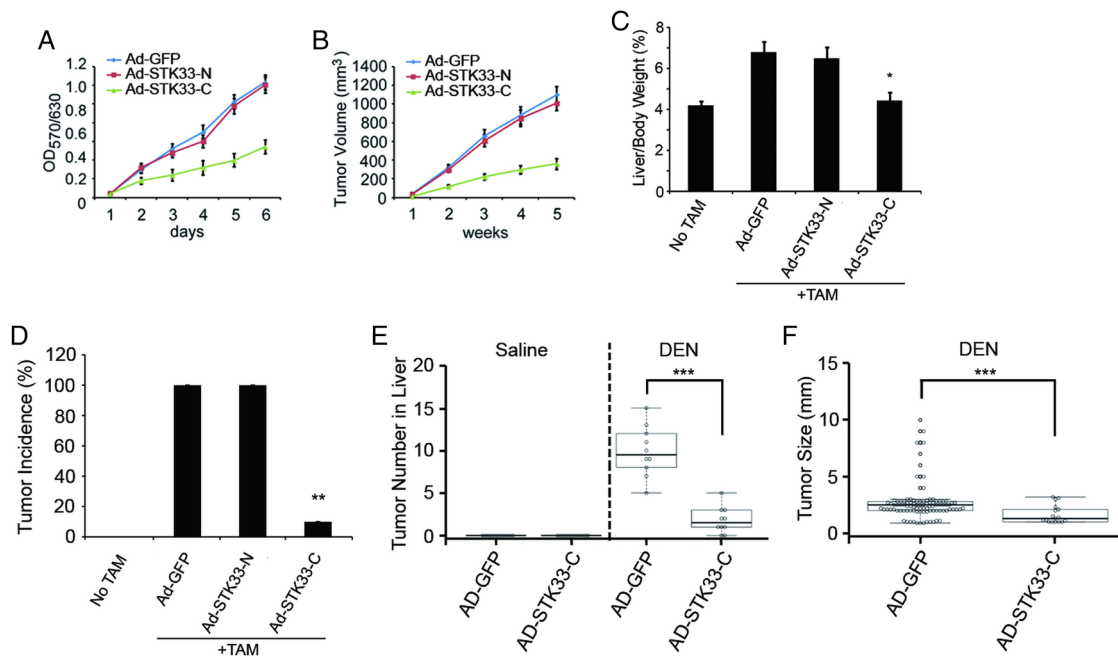 A
Ad-GFP
Ad-STK33-N
Ad-STK33-C
OD570/630
1.2
1.0
0.8
0.6
0.4
0.2
0
1 2 3 4 5 6
days
B
Ad-GFP
Ad-STK33-N
Ad-STK33-C
Tumor Volume (mm³)
1400
1200
1000
800
600
400
200
0
1 2 3 4 5
weeks
C
Liver/Body Weight (%)
8
6
4
2
0
*
No TAM
Ad-GFP
Ad-STK33-N
Ad-STK33-C
+TAM
D
Tumor Incidence (%)
120
100
80
60
40
20
0
**
No TAM
Ad-GFP
Ad-STK33-N
Ad-STK33-C
+TAM
E
Saline DEN
***
Tumor Number in Liver
20
15
10
5
0
AD-GFP
AD-STK33-C
AD-GFP
AD-STK33-C
F
DEN
***
Tumor Size (mm)
15
10
5
0
AD-GFP
AD-STK33-C